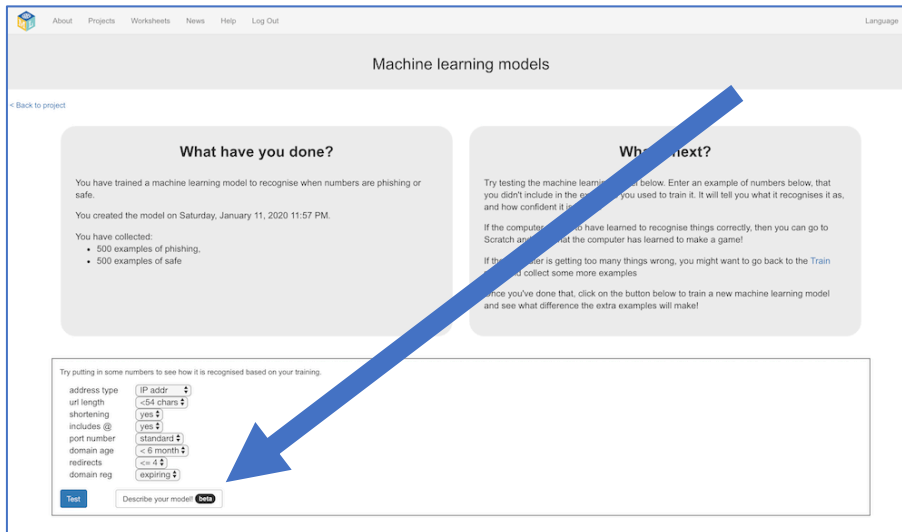 About Projects Worksheets News Help Log Out Language
Machine learning models
< Back to project
What have you done?
You have trained a machine learning model to recognise when numbers are phishing or
safe.
You created the model on Saturday, January 11, 2020 11:57 PM.
You have collected:
• 500 examples of phishing,
• 500 examples of safe
next?
Try testing the machine learning below. Enter an example of numbers below, that
you didn't include in the you used to train it. It will tell you what it recognises it as,
and how confident it
If the computer to have learned to recognise things correctly, then you can go to
Scratch and the computer has learned to make a game!
If the is getting too many things wrong, you might want to go back to the Train
collect some more examples
you've done that, click on the button below to train a new machine learning model
and see what difference the extra examples will make!
Try putting in some numbers to see how it is recognised based on your training.
address type IP addr
url length <54 chars
shortening yes
includes @ yes
port number standard
domain age < 6 month
redirects <= 4
domain reg expiring
Test Describe your model! beta